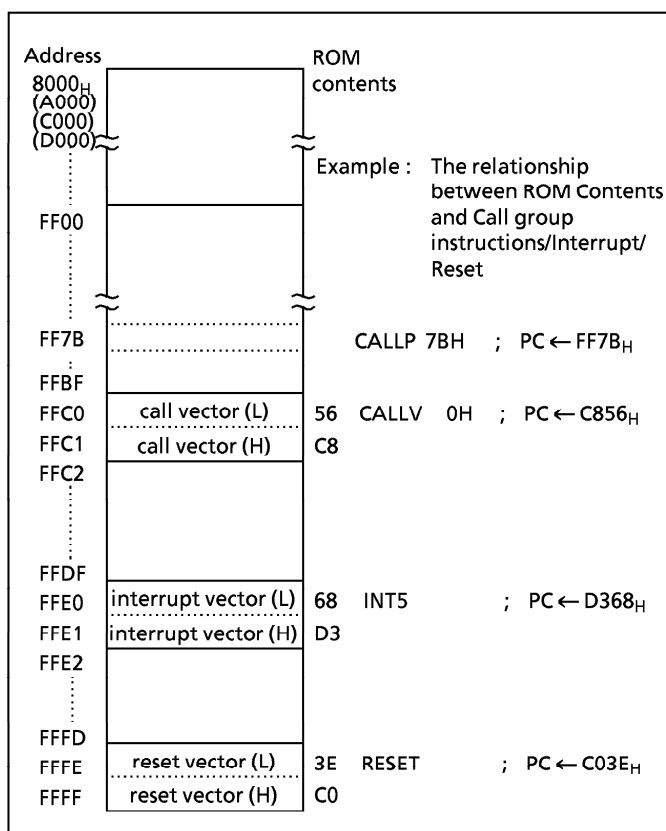 Address ROM
8000H contents
(A000)
(C000)
(D000)
Example : The relationship
between ROM Contents
FF00 and Call group
instructions/Interrupt/
Reset
FF7B CALLP 7BH ; PC ← FF7BH
FFBF
FFC0 call vector (L) 56 CALLV 0H ; PC ← C856H
FFC1 call vector (H) C8
FFC2
FFDF
FFE0 interrupt vector (L) 68 INT5 ; PC ← D368H
FFE1 interrupt vector (H) D3
FFE2
FFFD
FFFE reset vector (L) 3E RESET ; PC ← C03EH
FFFF reset vector (H) C0